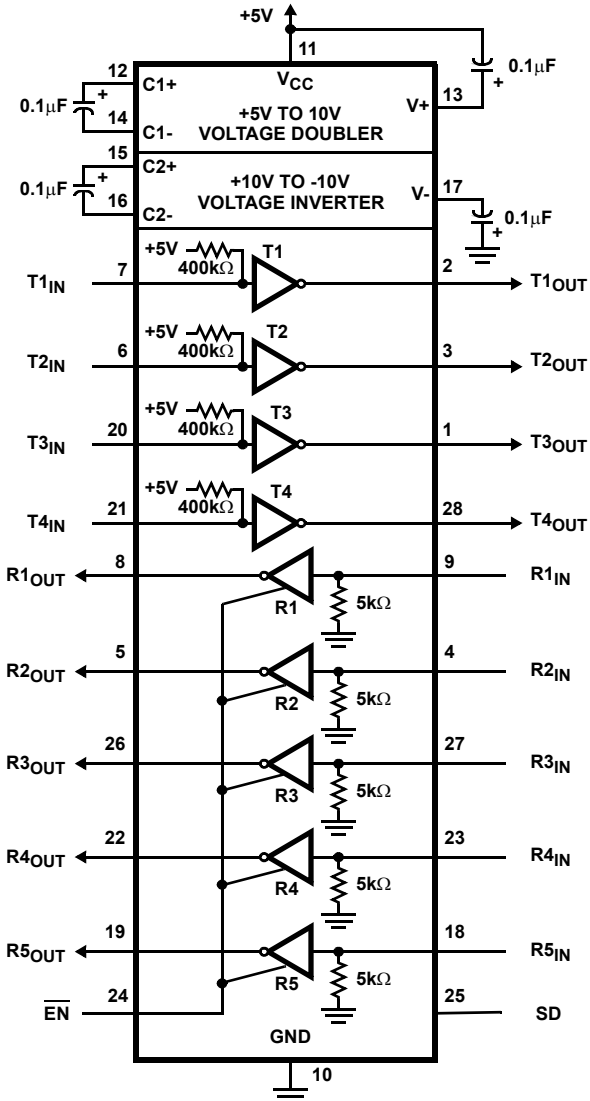 +5V
11
12
C1+
VCC
0.1µF
+
+
0.1µF
V+
13
+5V TO 10V
VOLTAGE DOUBLER
14
C1-
15
C2+
0.1µF
+
+10V TO -10V
VOLTAGE INVERTER
V-
17
16
C2-
0.1µF
+
+5V
400kΩ
T1
T1IN
7
2
T1OUT
+5V
400kΩ
T2
T2IN
6
3
T2OUT
+5V
400kΩ
T3
T3IN
20
1
T3OUT
+5V
400kΩ
T4
T4IN
21
28
T4OUT
R1OUT
8
9
R1IN
R1
5kΩ
R2OUT
5
4
R2IN
R2
5kΩ
R3OUT
26
27
R3IN
R3
5kΩ
R4OUT
22
23
R4IN
R4
5kΩ
R5OUT
19
18
R5IN
R5
5kΩ
E̅N̅
24
25
SD
GND
10